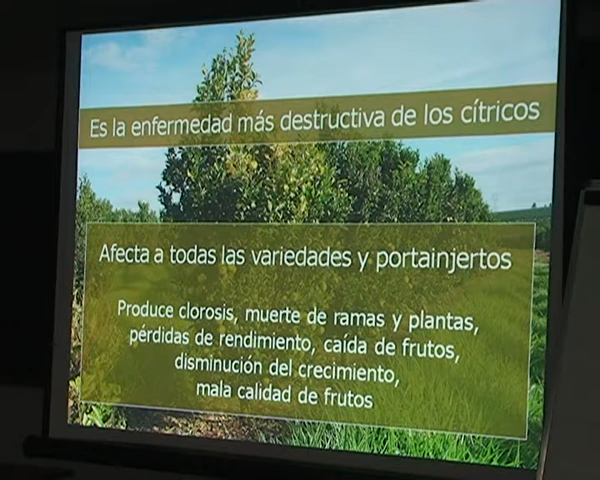 Es la enfermedad más destructiva de los cítricos
Afecta a todas las variedades y portainjertos
Produce clorosis, muerte de ramas y plantas,
pérdidas de rendimiento, caída de frutos,
disminución del crecimiento,
mala calidad de frutos